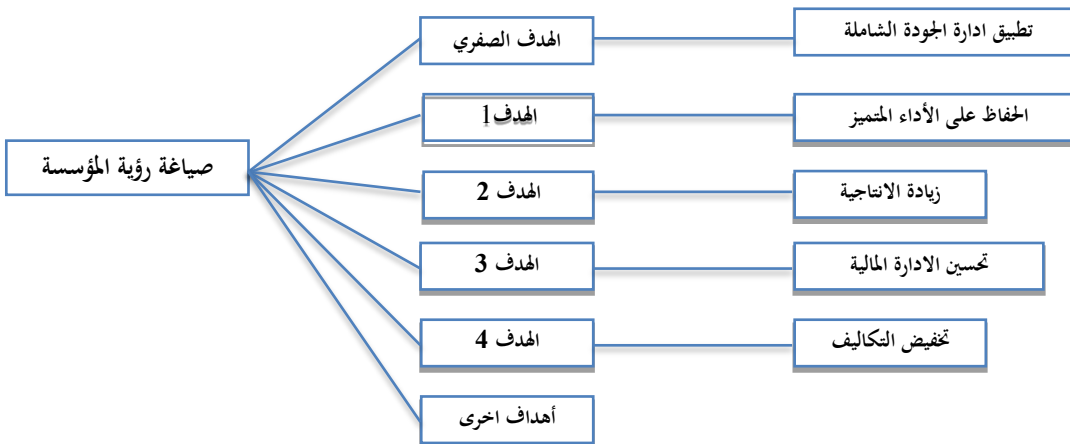 صياغة رؤية المؤسسة
الهدف الصفري
تطبيق ادارة الجودة الشاملة
الهدف1
الحفاظ على الأداء المتميز
الهدف 2
زيادة الانتاجية
الهدف 3
تحسين الادارة المالية
الهدف 4
تخفيض التكاليف
أهداف اخرى